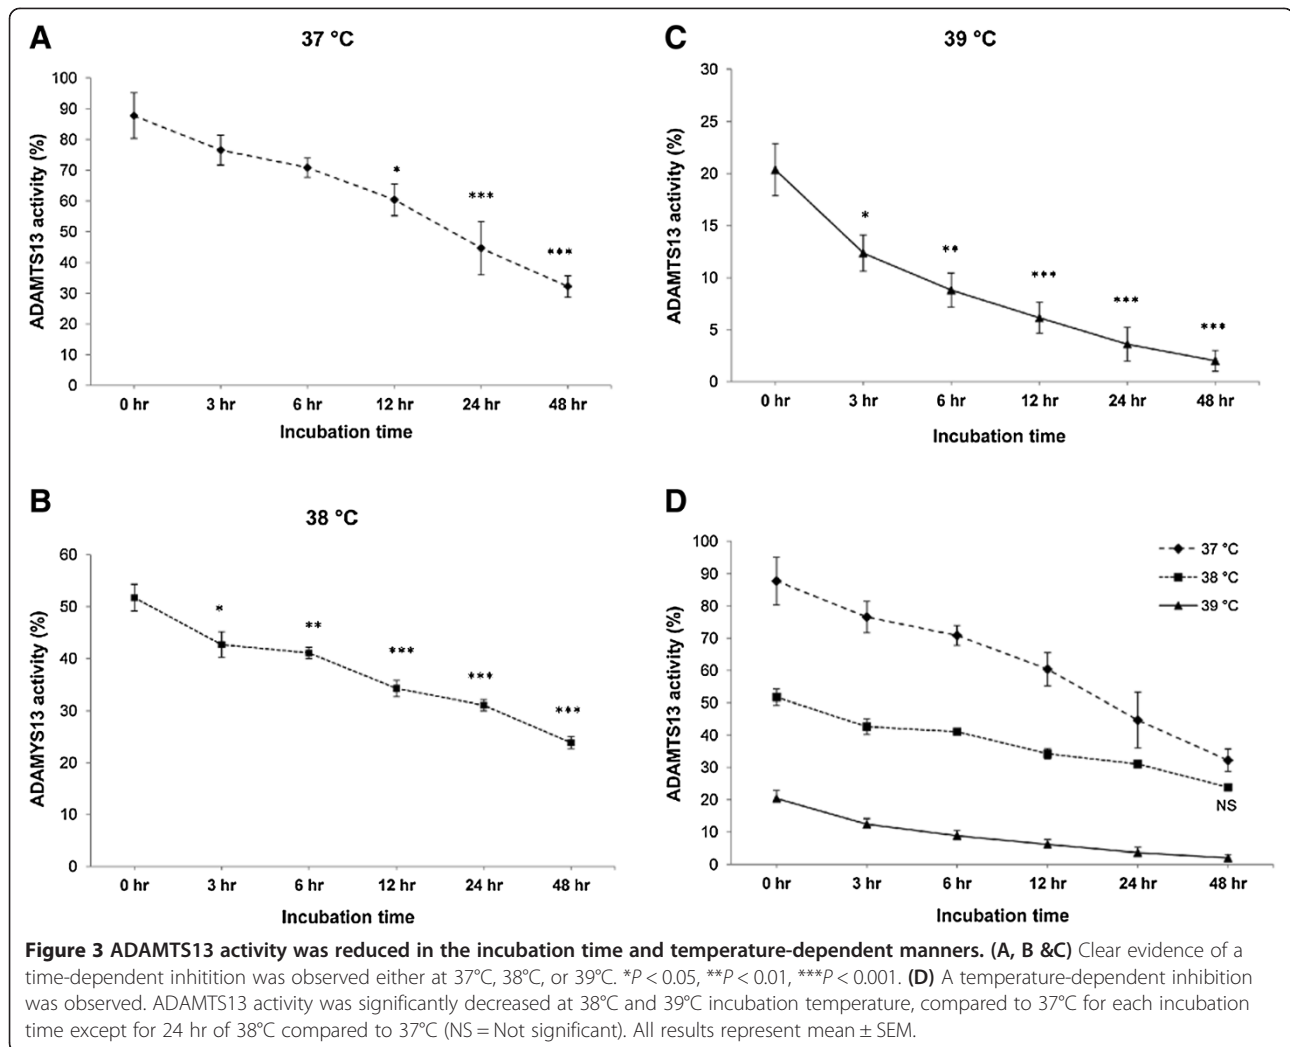 A
37 °C
ADAMTS13 activity (%)
100
90
80
70
60
50
40
30
20
10
0
*
***
***
0 hr 3 hr 6 hr 12 hr 24 hr 48 hr
Incubation time
C
39 °C
ADAMTS13 activity (%)
30
25
20
15
10
5
0
*
**
***
***
***
0 hr 3 hr 6 hr 12 hr 24 hr 48 hr
Incubation time
B
38 °C
ADAMYS13 activity (%)
60
50
40
30
20
10
0
*
**
***
***
***
0 hr 3 hr 6 hr 12 hr 24 hr 48 hr
Incubation time
D
ADAMTS13 activity (%)
100
90
80
70
60
50
40
30
20
10
0
37 °C
38 °C
39 °C
NS
0 hr 3 hr 6 hr 12 hr 24 hr 48 hr
Incubation time
Figure 3 ADAMTS13 activity was reduced in the incubation time and temperature-dependent manners. (A, B &C) Clear evidence of a
time-dependent inhitition was observed either at 37°C, 38°C, or 39°C. *P < 0.05, **P < 0.01, ***P < 0.001. (D) A temperature-dependent inhibition
was observed. ADAMTS13 activity was significantly decreased at 38°C and 39°C incubation temperature, compared to 37°C for each incubation
time except for 24 hr of 38°C compared to 37°C (NS = Not significant). All results represent mean ± SEM.